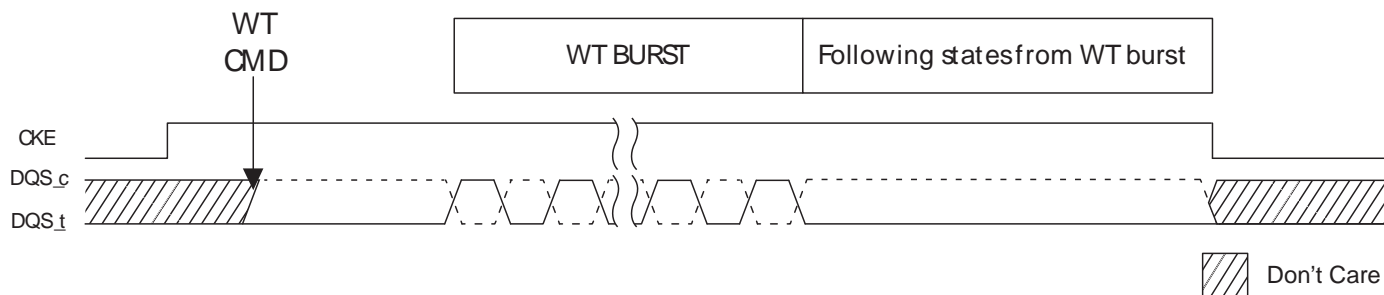 WT
CMD
WT BURST
Following states from WT burst
CKE
DQS_c
DQS_t
Don't Care